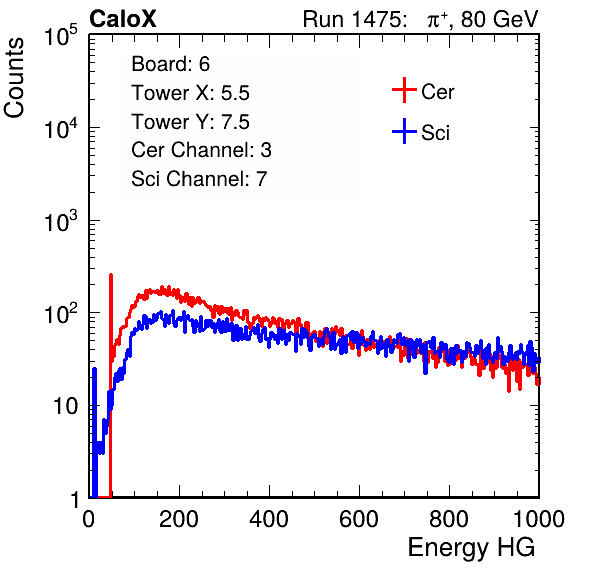 CaloX Run 1475: π⁺, 80 GeV
Counts
10⁵
10⁴
10³
10²
10
1
Board: 6
Tower X: 5.5
Tower Y: 7.5
Cer Channel: 3
Sci Channel: 7
Cer
Sci
0 200 400 600 800 1000
Energy HG